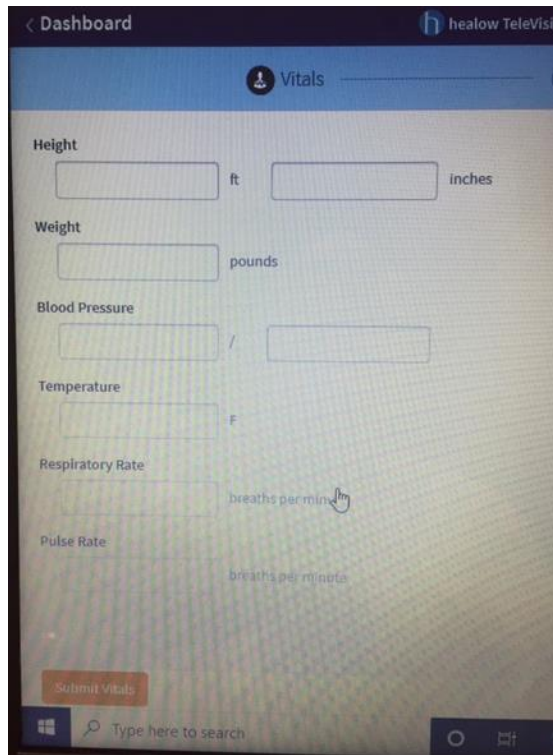 < Dashboard
h healow TeleVisi
Vitals
Height
ft inches
Weight
pounds
Blood Pressure
/
Temperature
F
Respiratory Rate
breaths per minu
Pulse Rate
breaths per minute
Submit Vitals
Type here to search